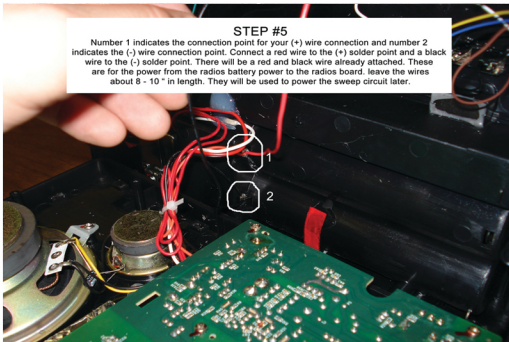 STEP #5
Number 1 indicates the connection point for your (+) wire connection and number 2
indicates the (-) wire connection point. Connect a red wire to the (+) solder point and a black
wire to the (-) solder point. There will be a red and black wire already attached. These
are for the power from the radios battery power to the radios board. leave the wires
about 8 - 10 “ in length. They will be used to power the sweep circuit later.
1
2